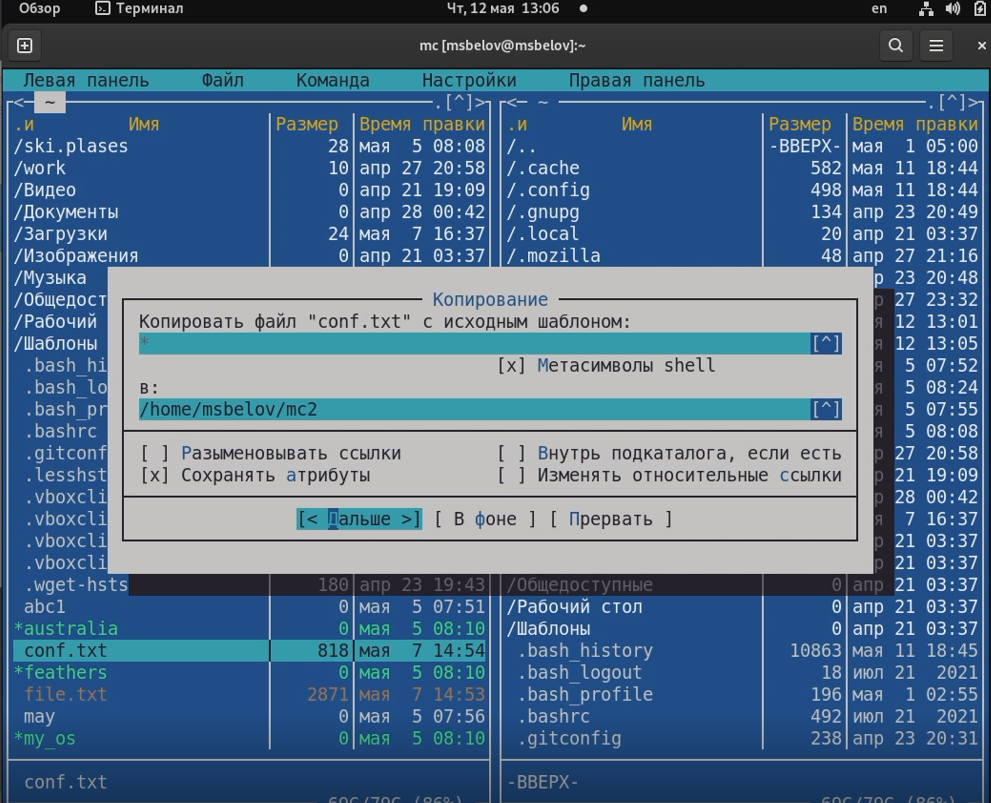 Обзор Терминал Чт, 12 мая 13:06 en
mc [msbelov@msbelov]:~
Левая панель Файл Команда Настройки Правая панель
<- ~ .[^]> <- ~ .[^]>
.и Имя Размер Время правки .и Имя Размер Время правки
/ski.plases 28 мая 5 08:08 /.. -ВВЕРХ- мая 1 05:00
/work 10 апр 27 20:58 /.cache 582 мая 11 18:44
/Видео 0 апр 21 19:09 /.config 498 мая 11 18:44
/Документы 0 апр 28 00:42 /.gnupg 134 апр 23 20:49
/Загрузки 24 мая 7 16:37 /.local 20 апр 21 03:37
/Изображения 0 апр 21 03:37 /.mozilla 48 апр 27 21:16
/Музыка р 23 20:48
Копирование
/Общедост р 27 23:32
Копировать файл "conf.txt" с исходным шаблоном:
/Рабочий я 12 13:01
* [^]
/Шаблоны я 12 13:05
[x] Метасимволы shell
.bash_hi я 5 07:52
в:
.bash_lo я 5 08:24
/home/msbelov/mc2 [^]
.bash_pr я 5 07:55
.bashrc я 5 08:08
[ ] Разыменовывать ссылки [ ] Внутрь подкаталога, если есть
.gitconf р 27 20:58
[x] Сохранять атрибуты [ ] Изменять относительные ссылки
.lesshst р 21 19:09
.vboxcli р 28 00:42
[< Дальше >] [ В фоне ] [ Прервать ]
.vboxcli я 7 16:37
.vboxcli р 21 03:37
.vboxcli р 21 03:37
.wget-hsts 180 апр 23 19:43 /Общедоступные 0 апр 21 03:37
abc1 0 мая 5 07:51 /Рабочий стол 0 апр 21 03:37
*australia 0 мая 5 08:10 /Шаблоны 0 апр 21 03:37
conf.txt 818 мая 7 14:54 .bash_history 10863 мая 11 18:45
*feathers 0 мая 5 08:10 .bash_logout 18 июл 21 2021
file.txt 2871 мая 7 14:53 .bash_profile 196 мая 1 02:55
may 0 мая 5 07:56 .bashrc 492 июл 21 2021
*my_os 0 мая 5 08:10 .gitconfig 238 апр 23 20:31
conf.txt -ВВЕРХ-
69G/79G (86%) 69G/79G (86%)